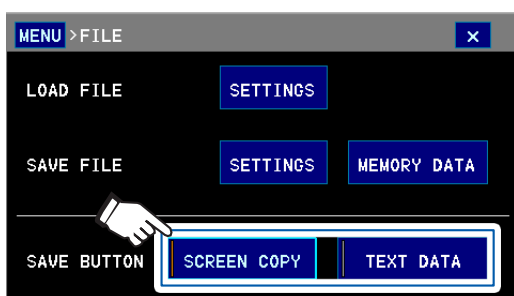 MENU >FILE ×
LOAD FILE SETTINGS
SAVE FILE SETTINGS MEMORY DATA
SAVE BUTTON SCREEN COPY TEXT DATA